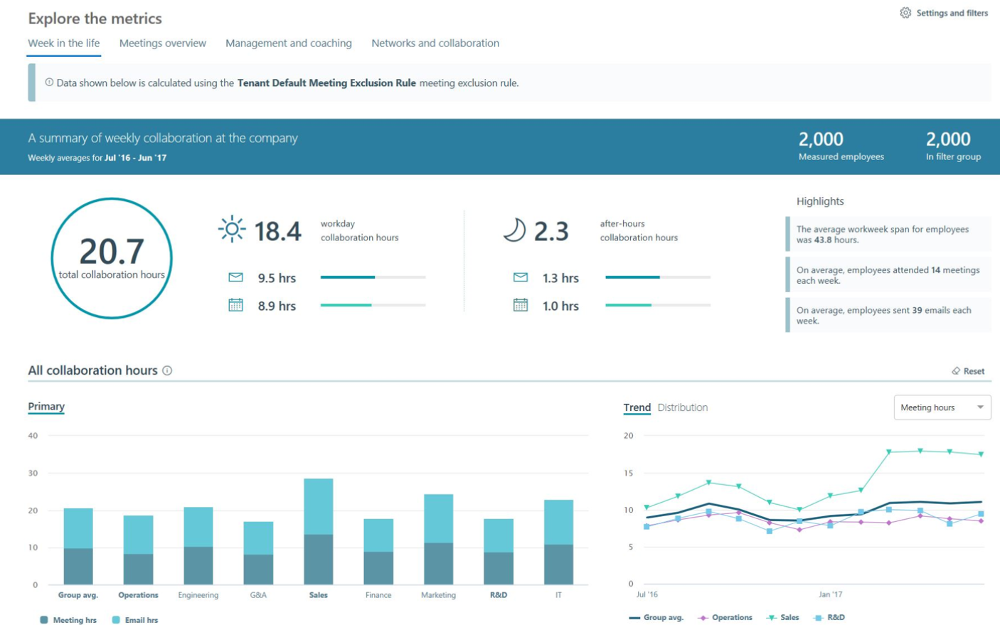 Explore the metrics
Settings and filters
Week in the life
Meetings overview
Management and coaching
Networks and collaboration
Data shown below is calculated using the Tenant Default Meeting Exclusion Rule meeting exclusion rule.
A summary of weekly collaboration at the company
Weekly averages for Jul '16 - Jun '17
2,000
Measured employees
2,000
In filter group
20.7
total collaboration hours
18.4
workday
collaboration hours
9.5 hrs
8.9 hrs
2.3
after-hours
collaboration hours
1.3 hrs
1.0 hrs
Highlights
The average workweek span for employees
was 43.8 hours.
On average, employees attended 14 meetings
each week.
On average, employees sent 39 emails each
week.
All collaboration hours
Reset
Primary
40
30
20
10
0
Group avg.
Operations
Engineering
G&A
Sales
Finance
Marketing
R&D
IT
Meeting hrs
Email hrs
Trend
Distribution
Meeting hours
20
15
10
5
0
Jul '16
Jan '17
Group avg.
Operations
Sales
R&D